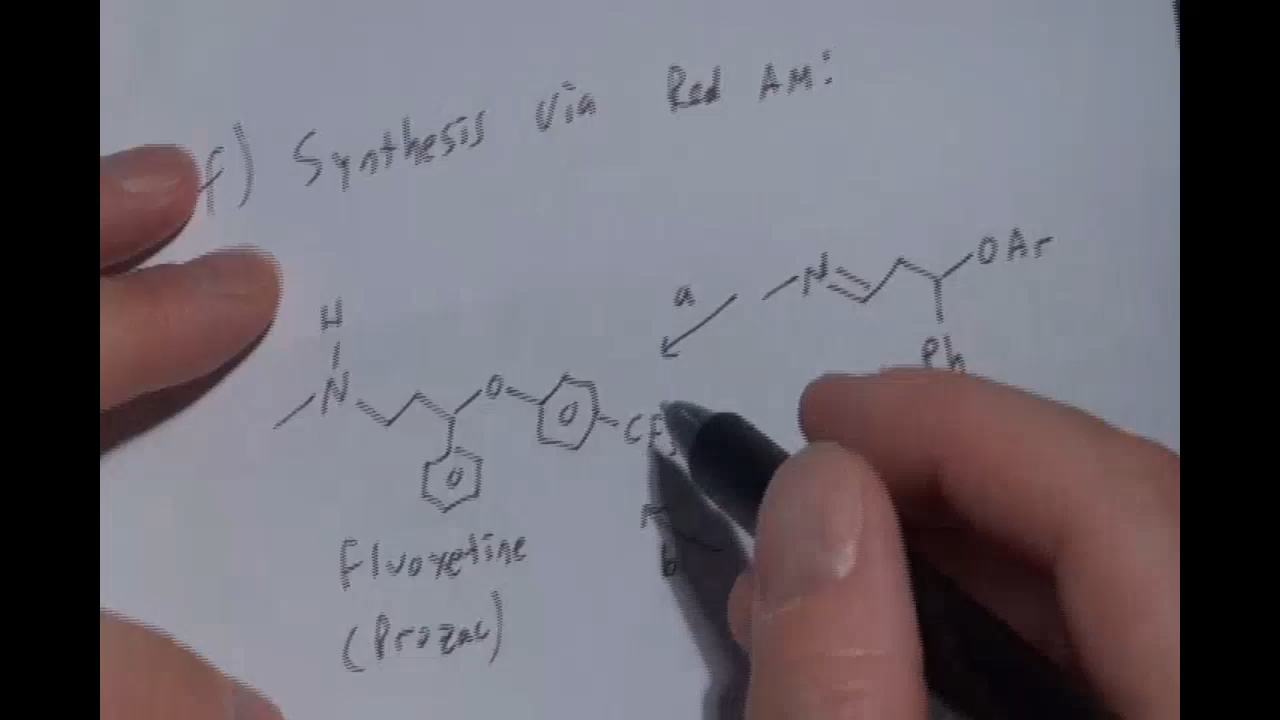 f) Synthesis via Red AM:
a
N
OAr
Ph
H
N
O
O
CF3
O
b
Fluoxetine
(Prozac)